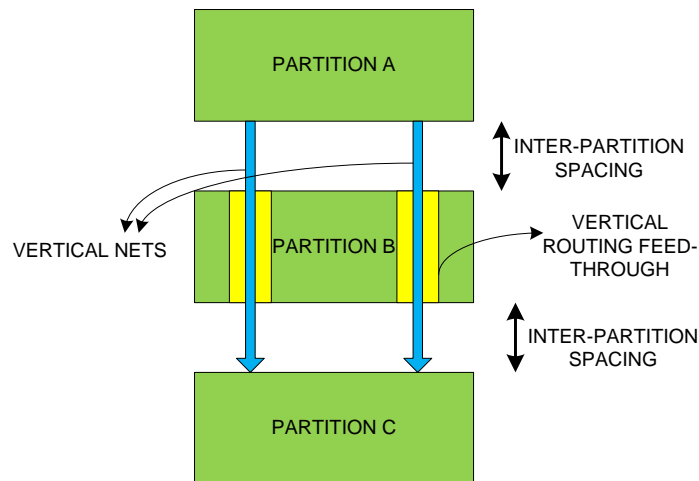 PARTITION A
INTER-PARTITION
SPACING
VERTICAL NETS
PARTITION B
VERTICAL
ROUTING FEED-
THROUGH
INTER-PARTITION
SPACING
PARTITION C